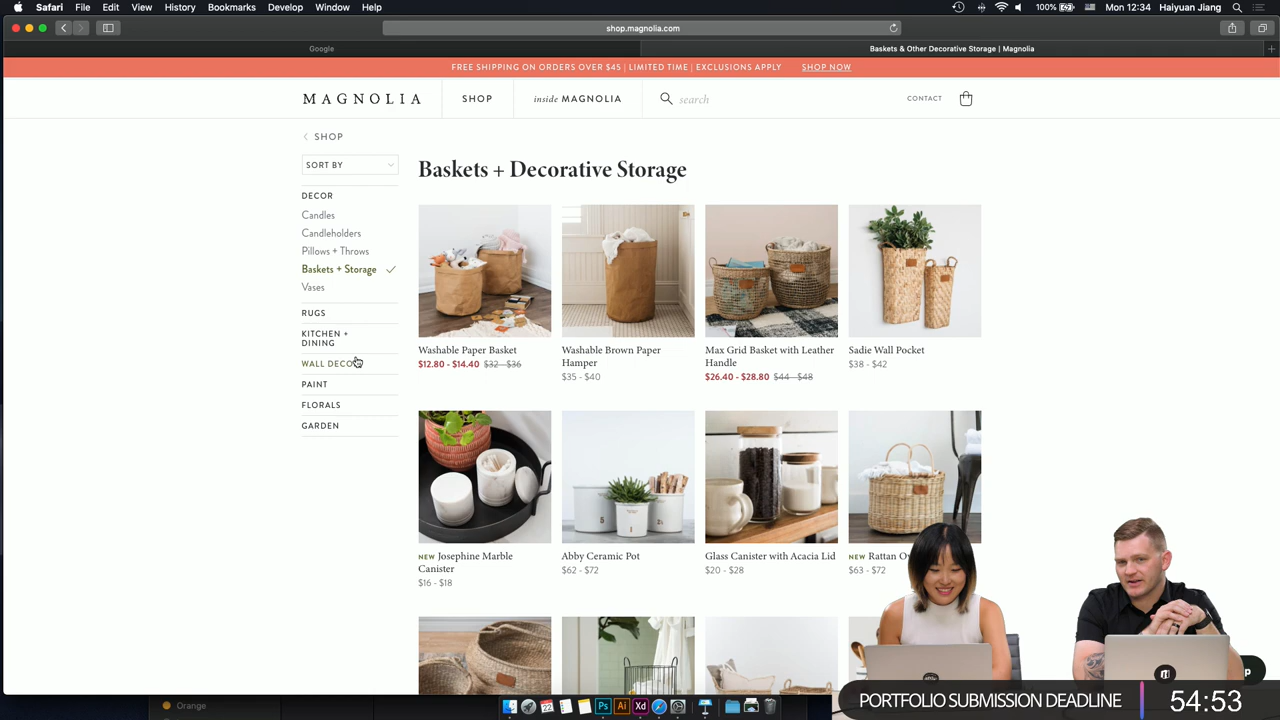 Safari File Edit View History Bookmarks Develop Window Help
100% Mon 12:34 Haiyuan Jiang
shop.magnolia.com
Google
Baskets & Other Decorative Storage | Magnolia
FREE SHIPPING ON ORDERS OVER $45 | LIMITED TIME | EXCLUSIONS APPLY SHOP NOW
MAGNOLIA
SHOP
inside MAGNOLIA
search
CONTACT
SHOP
SORT BY
Baskets + Decorative Storage
DECOR
Candles
Candleholders
Pillows + Throws
Baskets + Storage
Vases
RUGS
KITCHEN +
DINING
WALL DECOR
PAINT
FLORALS
GARDEN
Washable Paper Basket
$12.80 - $14.40 $32 - $36
Washable Brown Paper
Hamper
$35 - $40
Max Grid Basket with Leather
Handle
$26.40 - $28.80 $44 - $48
Sadie Wall Pocket
$38 - $42
NEW Josephine Marble
Canister
$16 - $18
Abby Ceramic Pot
$62 - $72
Glass Canister with Acacia Lid
$20 - $28
NEW Rattan
$63 - $72
Orange
Ps Ai Xd
PORTFOLIO SUBMISSION DEADLINE 54:53